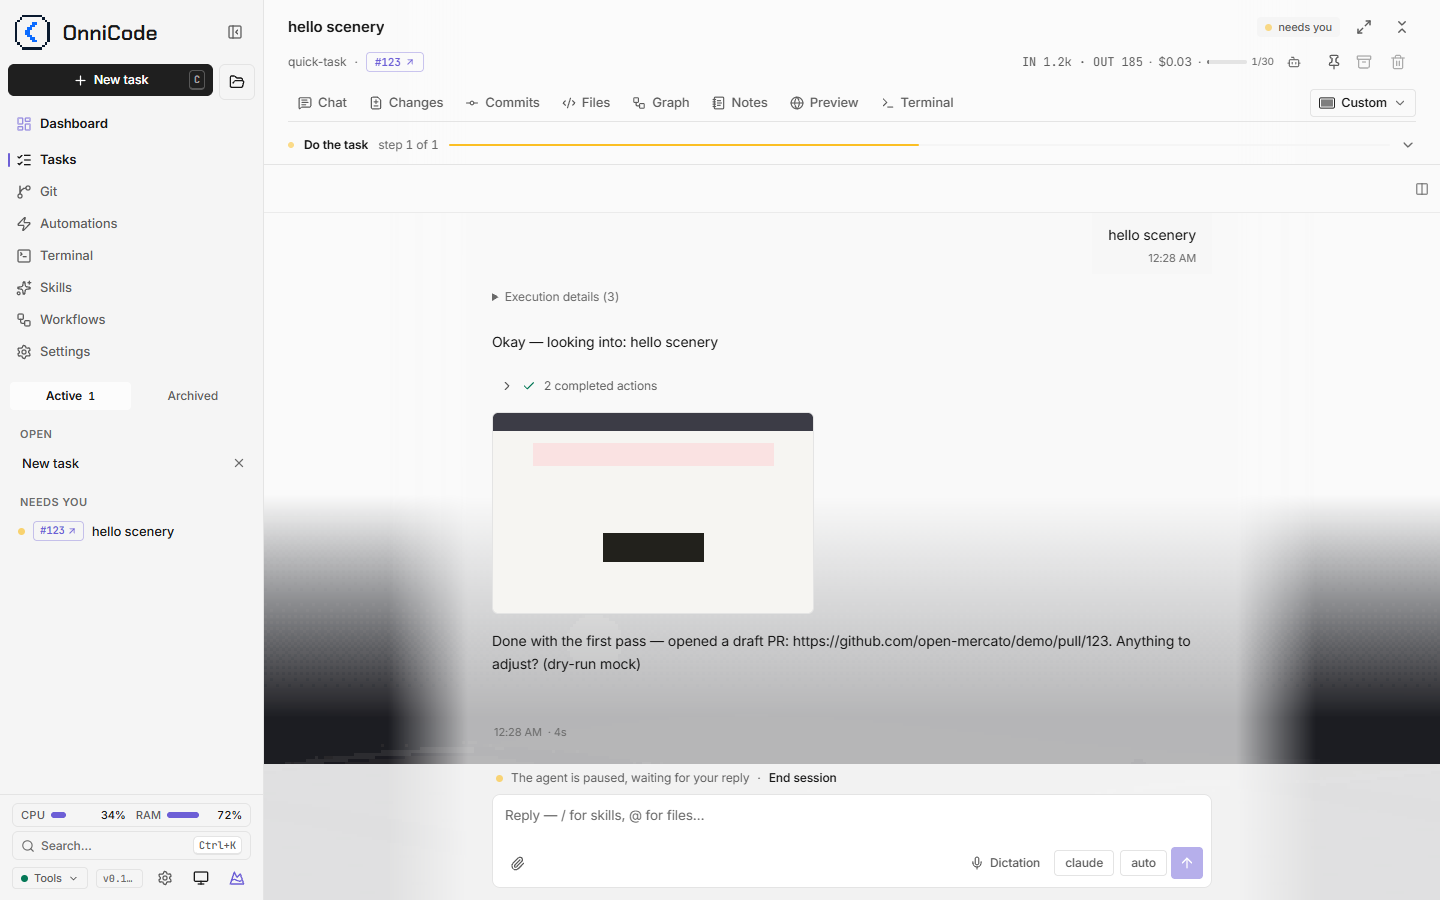 OnniCode
New task
C
Dashboard
Tasks
Git
Automations
Terminal
Skills
Workflows
Settings
Active 1
Archived
OPEN
New task
NEEDS YOU
#123 hello scenery
CPU 34% RAM 72%
Search...
Ctrl+K
Tools
v0.1...
hello scenery
needs you
quick-task · #123
IN 1.2k · OUT 185 · $0.03 · 1/30
Chat
Changes
Commits
Files
Graph
Notes
Preview
Terminal
Custom
Do the task step 1 of 1
hello scenery
12:28 AM
Execution details (3)
Okay — looking into: hello scenery
2 completed actions
Done with the first pass — opened a draft PR: https://github.com/open-mercato/demo/pull/123. Anything to
adjust? (dry-run mock)
12:28 AM · 4s
The agent is paused, waiting for your reply · End session
Reply — / for skills, @ for files...
Dictation
claude
auto